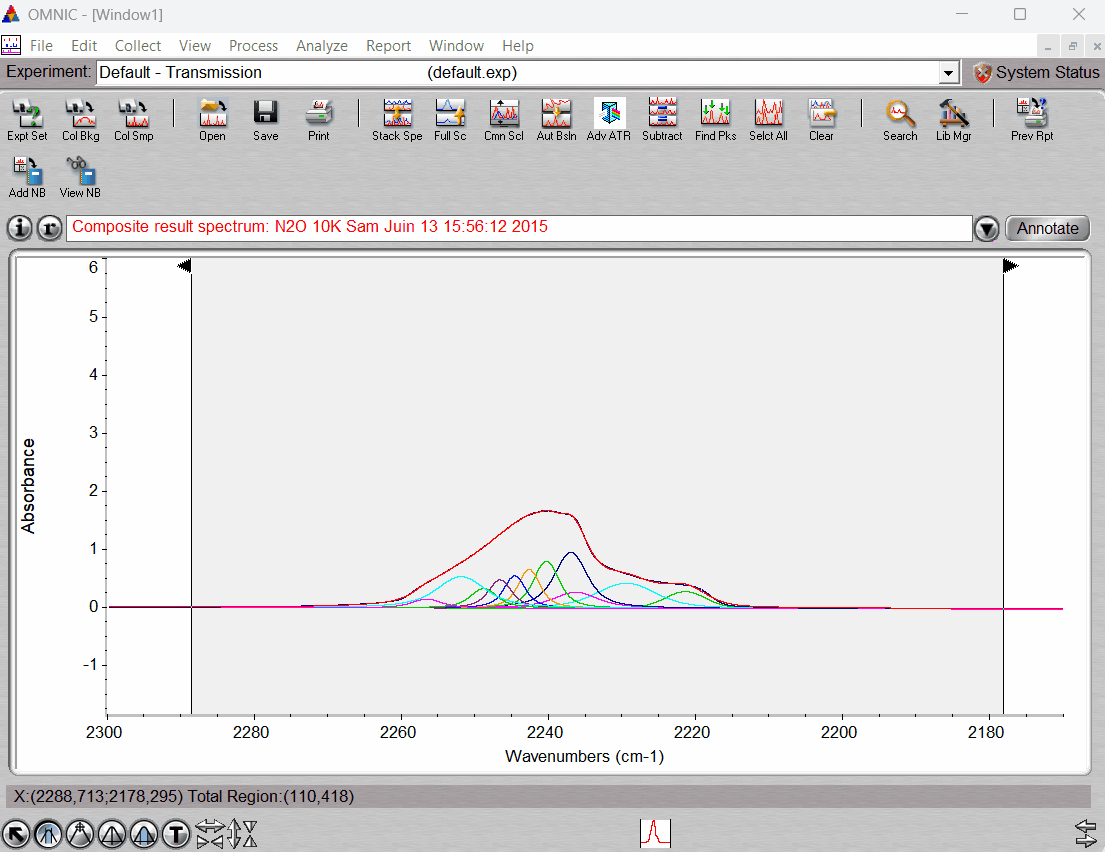 OMNIC - [Window1]
File Edit Collect View Process Analyze Report Window Help
Experiment: Default - Transmission (default.exp) System Status
Expt Set Col Bkg Col Smp Open Save Print Stack Spe Full Sc Cmn Scl Aut Bsln Adv ATR Subtract Find Pks Selct All Clear Search Lib Mgr Prev Rpt
Add NB View NB
Composite result spectrum: N2O 10K Sam Juin 13 15:56:12 2015 Annotate
6
5
4
3
2
1
0
-1
Absorbance
2300 2280 2260 2240 2220 2200 2180
Wavenumbers (cm-1)
X:(2288,713;2178,295) Total Region:(110,418)
T